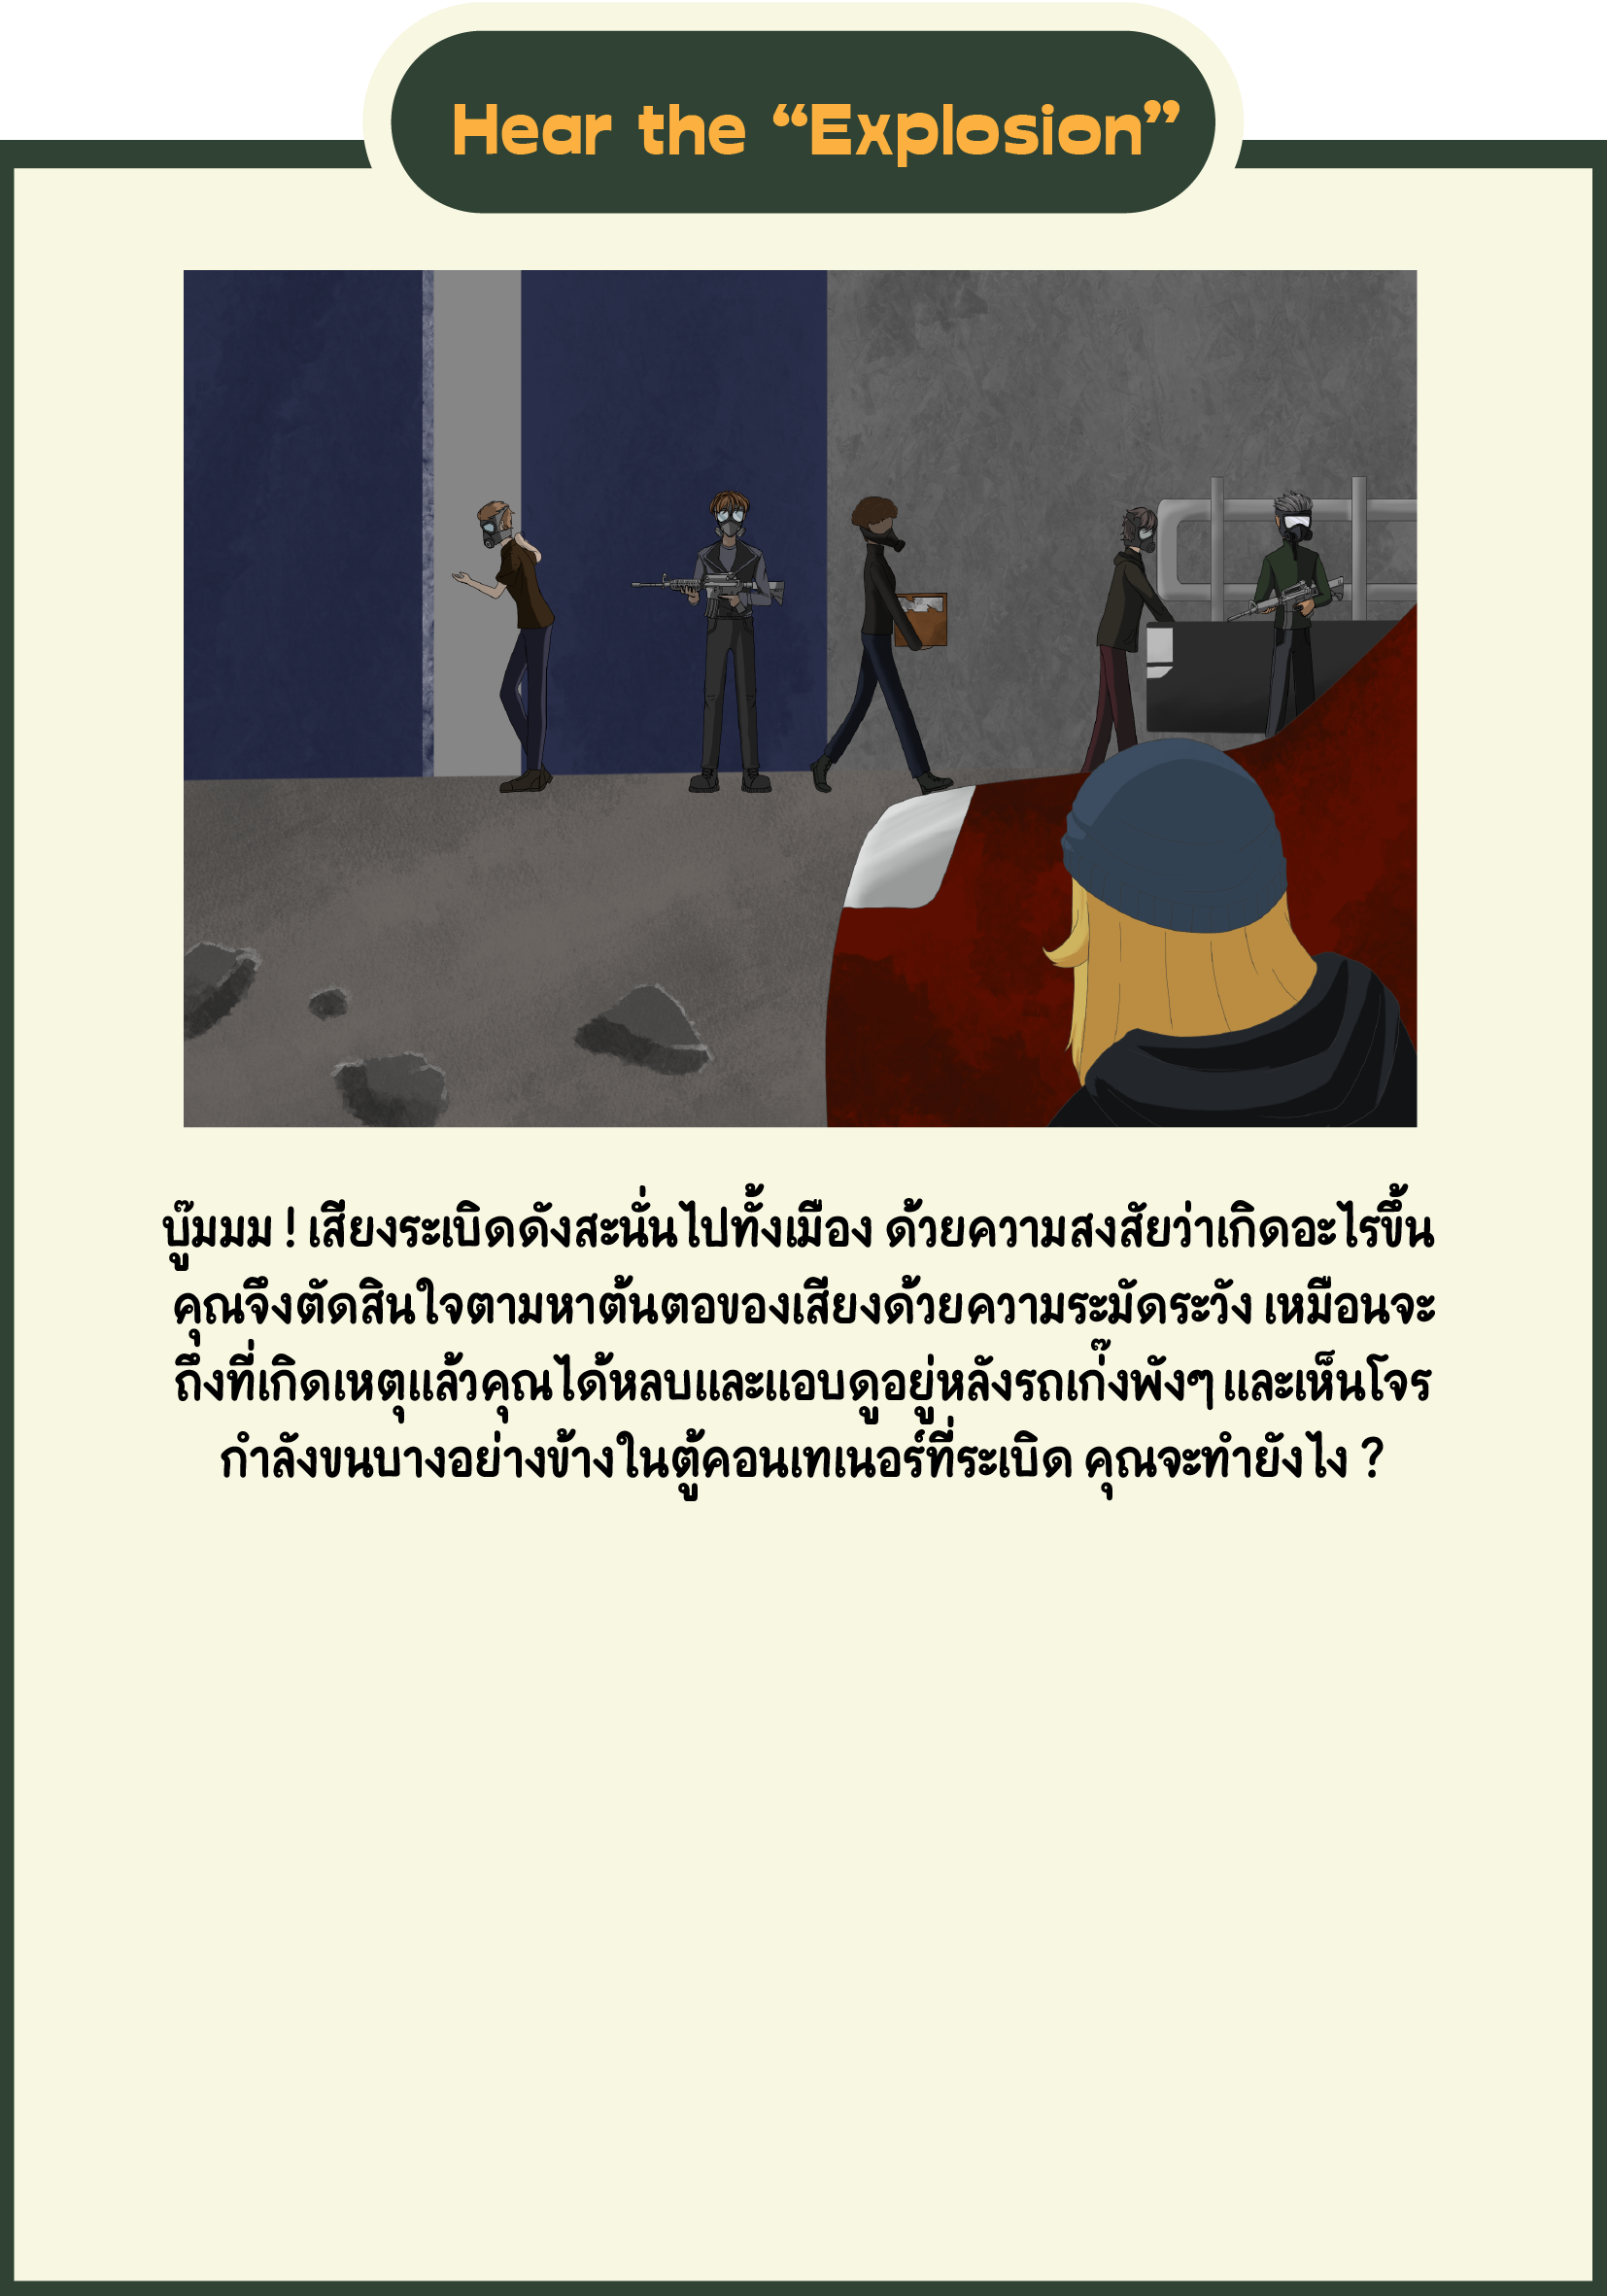 Hear the “Explosion”
บู๊มมม ! เสียงระเบิดดังสะนั่นไปทั้งเมือง ด้วยความสงสัยว่าเกิดอะไรขึ้น
คุณจึงตัดสินใจตามหาต้นตอของเสียงด้วยความระมัดระวัง เหมือนจะ
ถึงที่เกิดเหตุแล้วคุณได้หลบและแอบดูอยู่หลังรถเก๋งพังๆ และเห็นโจร
กำลังขนบางอย่างข้างในตู้คอนเทเนอร์ที่ระเบิด คุณจะทำยังไง ?